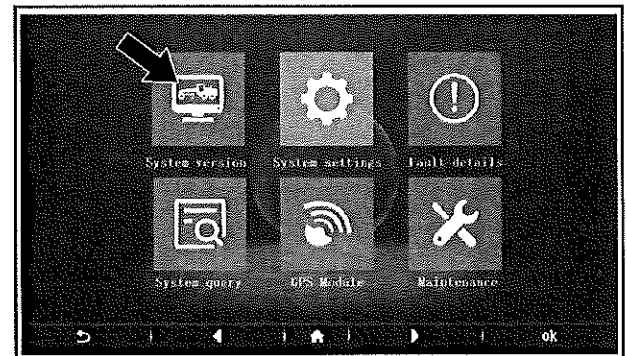 System version System settings Fault details
System query GPS Module Maintenance
ok